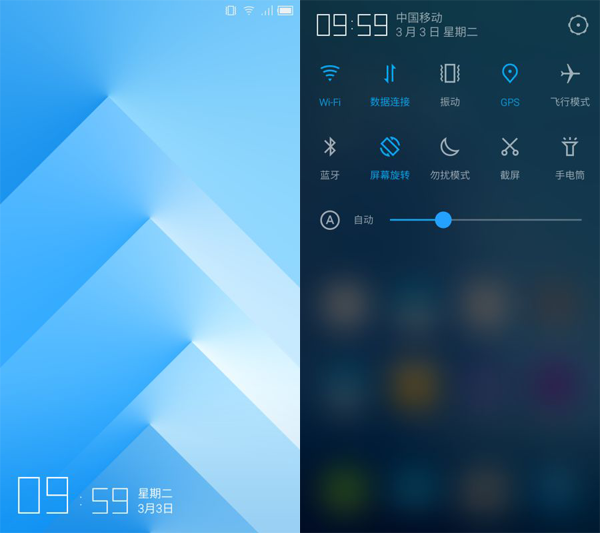 09:59
星期二
3月3日
09:59
中国移动
3月3日 星期二
Wi-Fi 数据连接 振动 GPS 飞行模式
蓝牙 屏幕旋转 勿扰模式 截屏 手电筒
A 自动